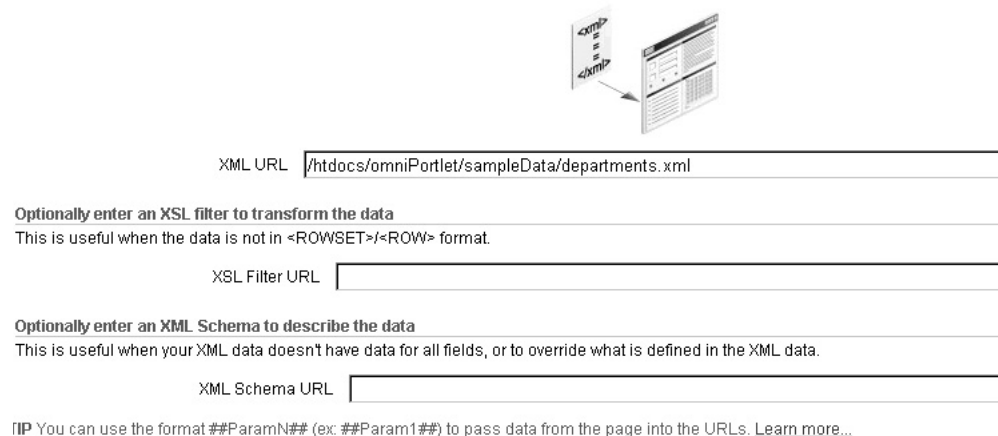 <xml>
=
=
=
</xml>
XML URL /htdocs/omniPortlet/sampleData/departments.xml
Optionally enter an XSL filter to transform the data
This is useful when the data is not in <ROWSET>/<ROW> format.
XSL Filter URL
Optionally enter an XML Schema to describe the data
This is useful when your XML data doesn't have data for all fields, or to override what is defined in the XML data.
XML Schema URL
TIP You can use the format ##ParamN## (ex: ##Param1##) to pass data from the page into the URLs. Learn more...